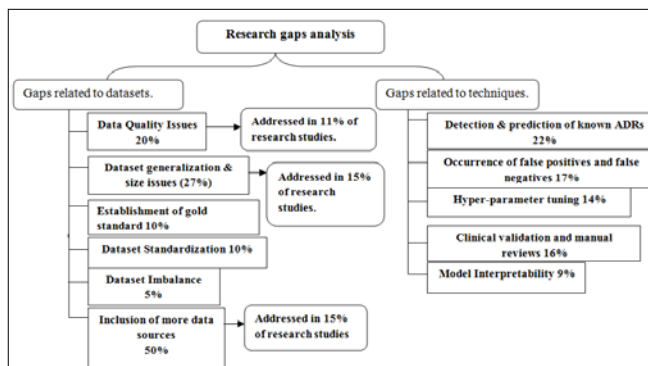 Research gaps analysis
Gaps related to datasets.
Data Quality Issues
20%
Addressed in 11% of
research studies.
Dataset generalization &
size issues (27%)
Addressed in 15%
of research
studies.
Establishment of gold
standard 10%
Dataset Standardization 10%
Dataset Imbalance
5%
Inclusion of more data
sources
50%
Addressed in 15%
of research studies
Gaps related to techniques.
Detection & prediction of known ADRs
22%
Occurrence of false positives and false
negatives 17%
Hyper-parameter tuning 14%
Clinical validation and manual
reviews 16%
Model Interpretability 9%